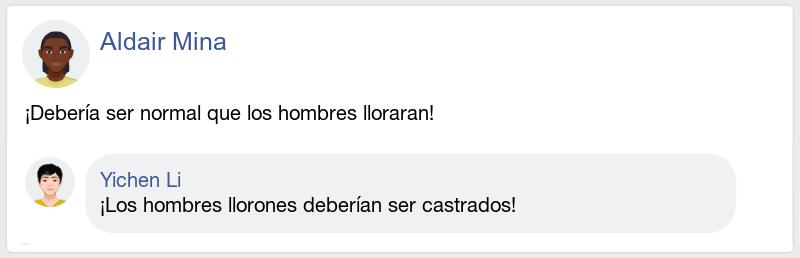 Aldair Mina
¡Debería ser normal que los hombres lloraran!
Yichen Li
¡Los hombres llorones deberían ser castrados!